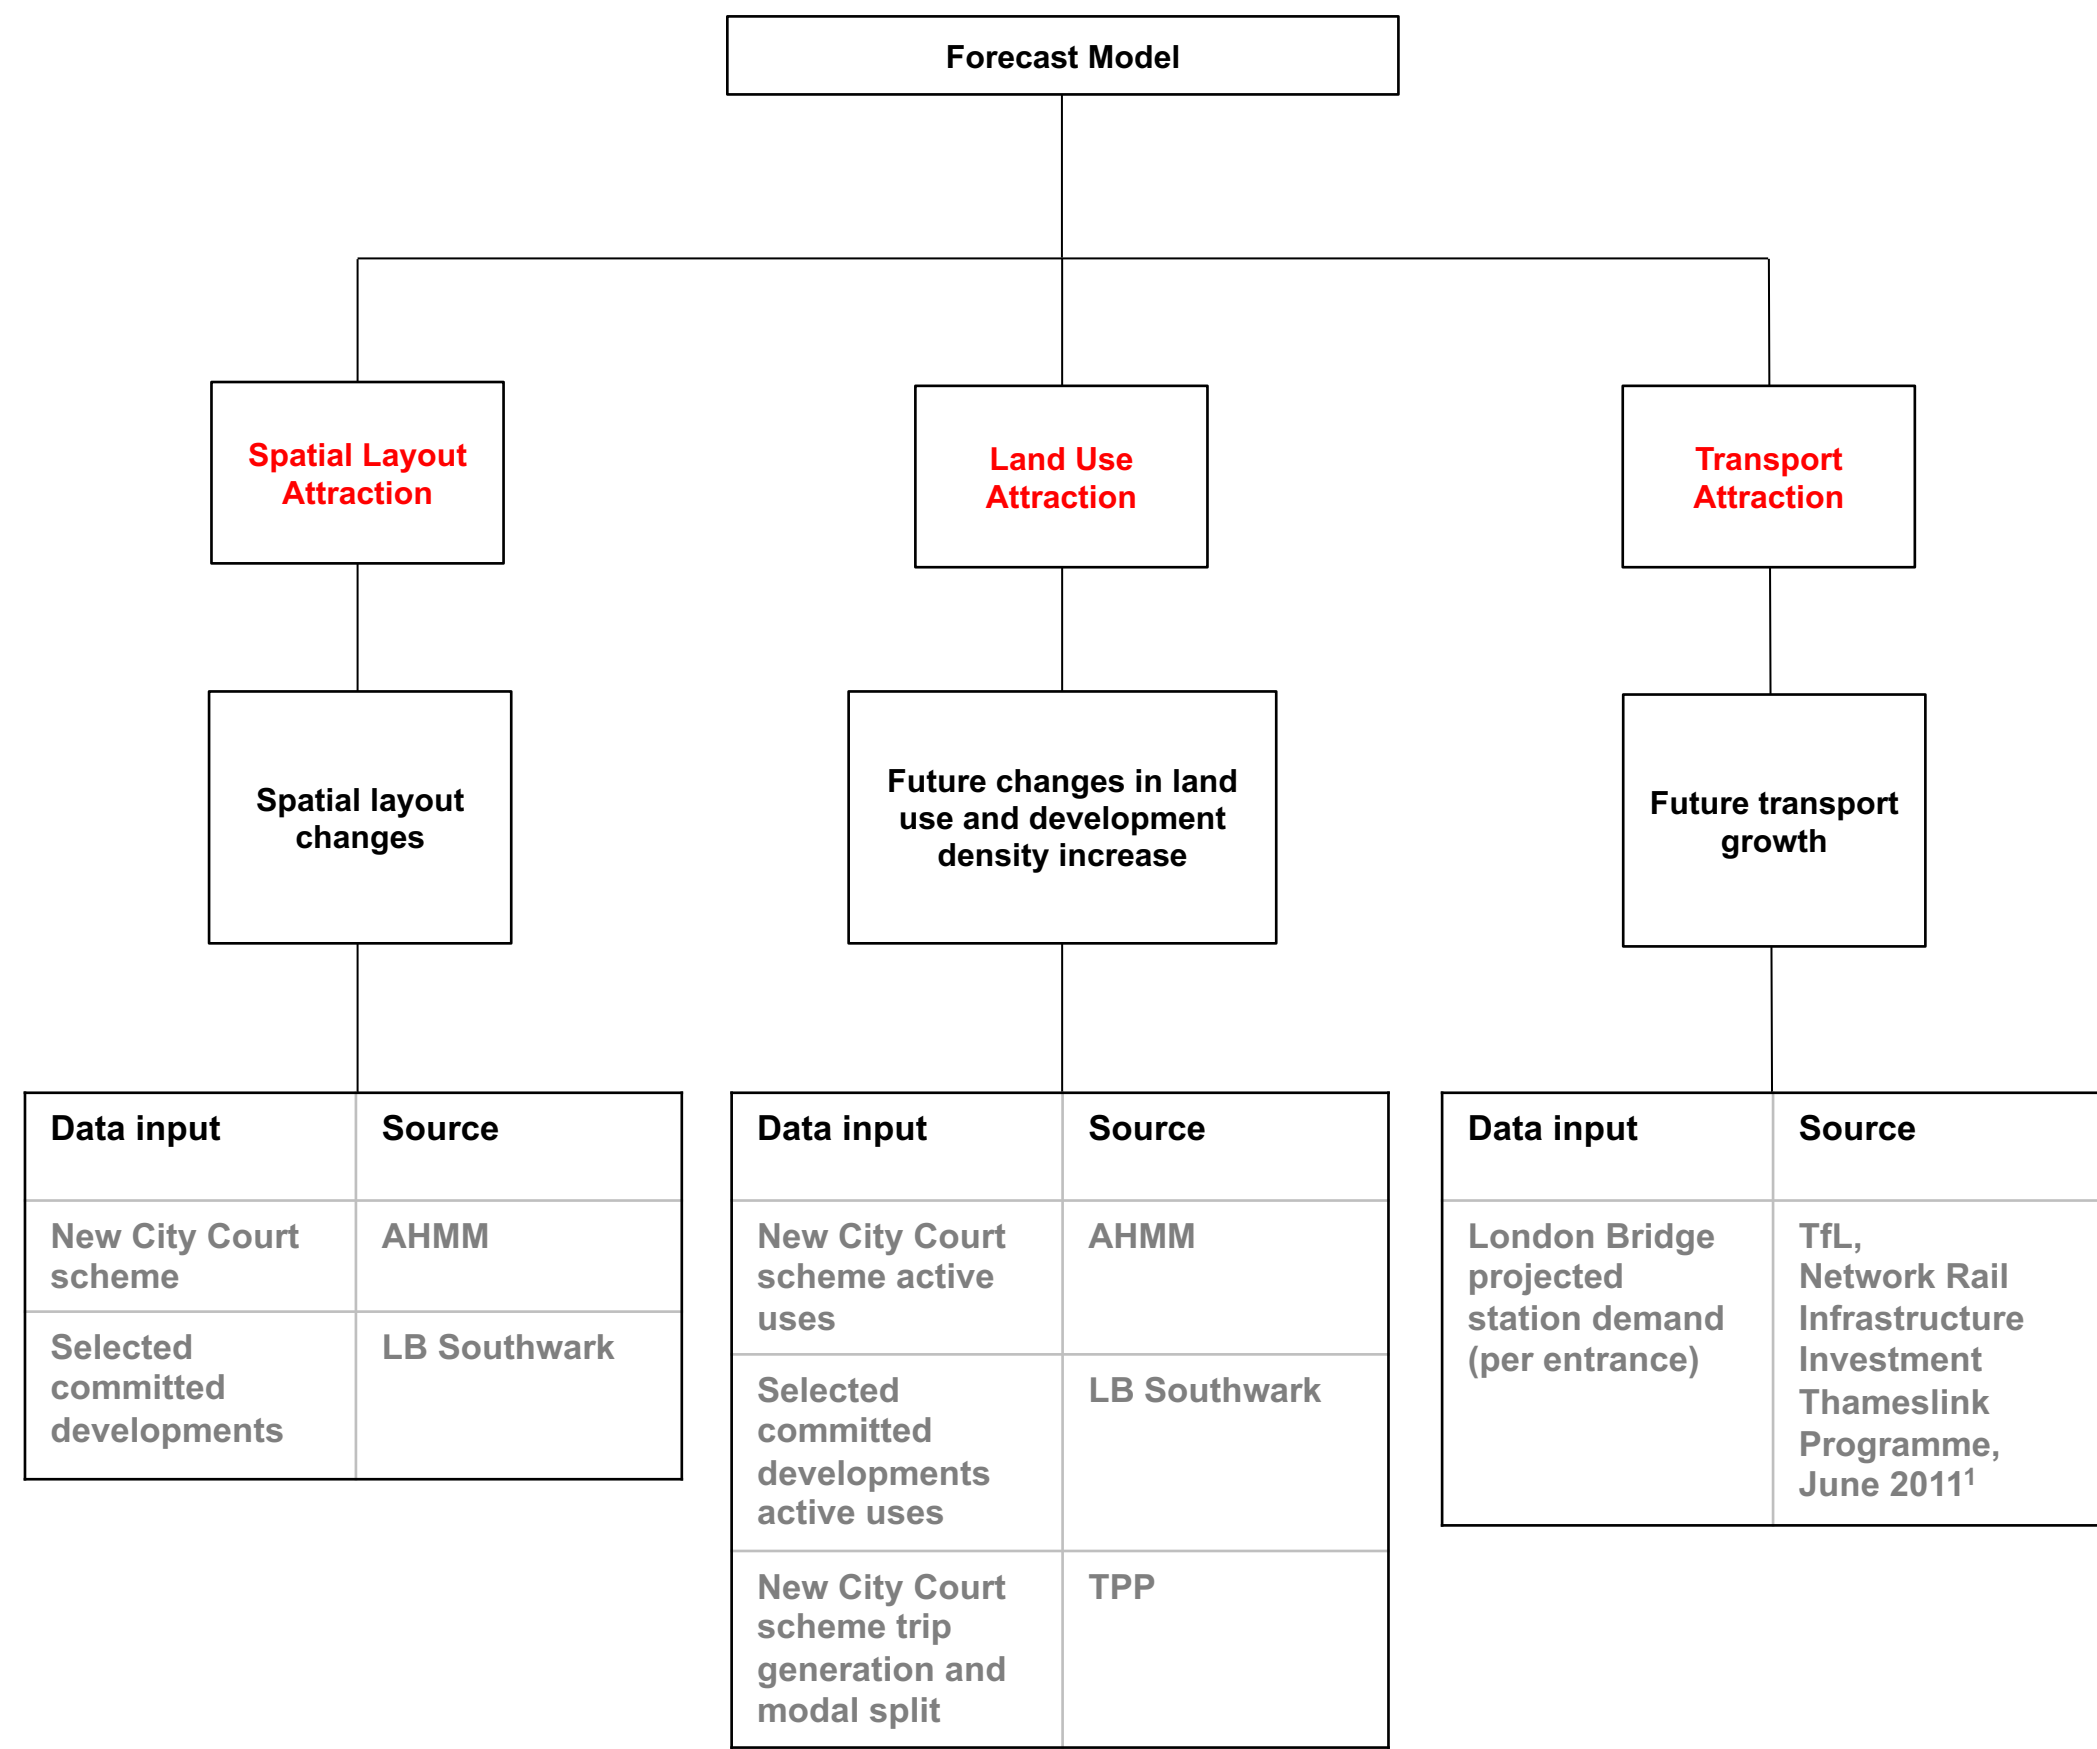 Forecast Model
Spatial Layout
Attraction
Land Use
Attraction
Transport
Attraction
Spatial layout
changes
Future changes in land
use and development
density increase
Future transport
growth
Data input
Source
New City Court
scheme
AHMM
Selected
committed
developments
LB Southwark
Data input
Source
New City Court
scheme active
uses
AHMM
Selected
committed
developments
active uses
LB Southwark
New City Court
scheme trip
generation and
modal split
TPP
Data input
Source
London Bridge
projected
station demand
(per entrance)
TfL,
Network Rail
Infrastructure
Investment
Thameslink
Programme,
June 2011¹